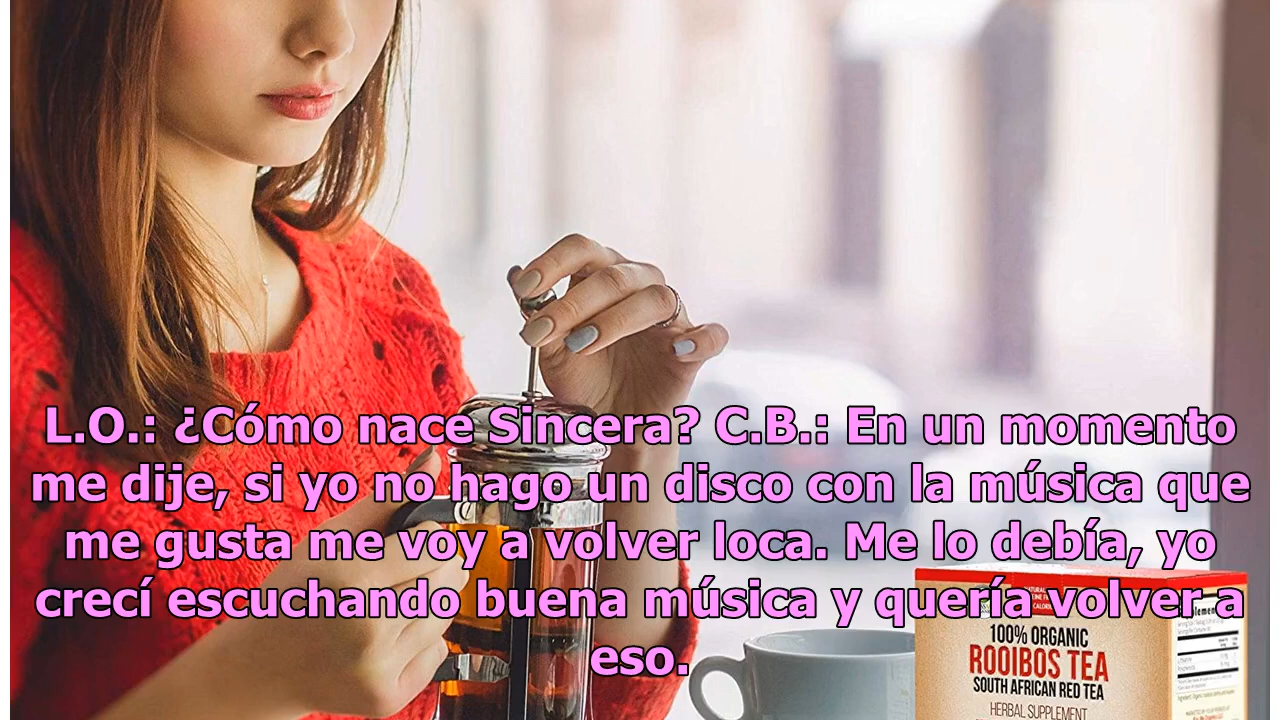 L.O.: ¿Cómo nace Sincera? C.B.: En un momento
me dije, si yo no hago un disco con la música que
me gusta me voy a volver loca. Me lo debía, yo
crecí escuchando buena música y quería volver a
eso.
100% ORGANIC
ROOIBOS TEA
SOUTH AFRICAN RED TEA
HERBAL SUPPLEMENT